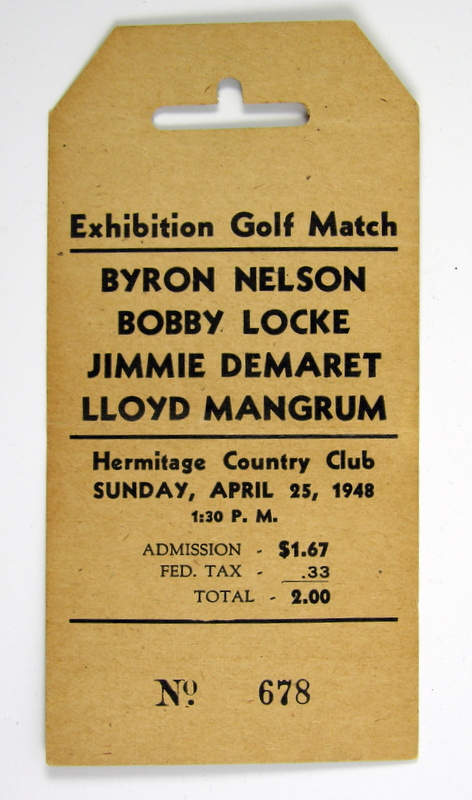 Exhibition Golf Match
BYRON NELSON
BOBBY LOCKE
JIMMIE DEMARET
LLOYD MANGRUM
Hermitage Country Club
SUNDAY, APRIL 25, 1948
1:30 P. M.
ADMISSION - $1.67
FED. TAX - .33
TOTAL - 2.00
Nº. 678